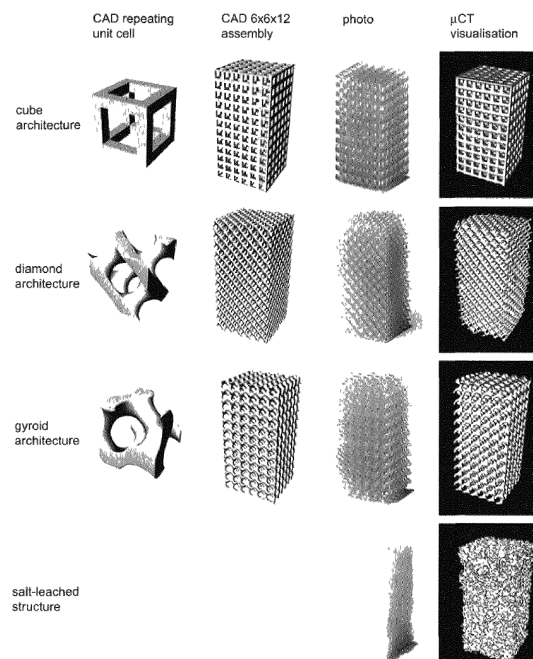 CAD repeating
unit cell
CAD 6x6x12
assembly
photo
μCT
visualisation
cube
architecture
diamond
architecture
gyroid
architecture
salt-leached
structure